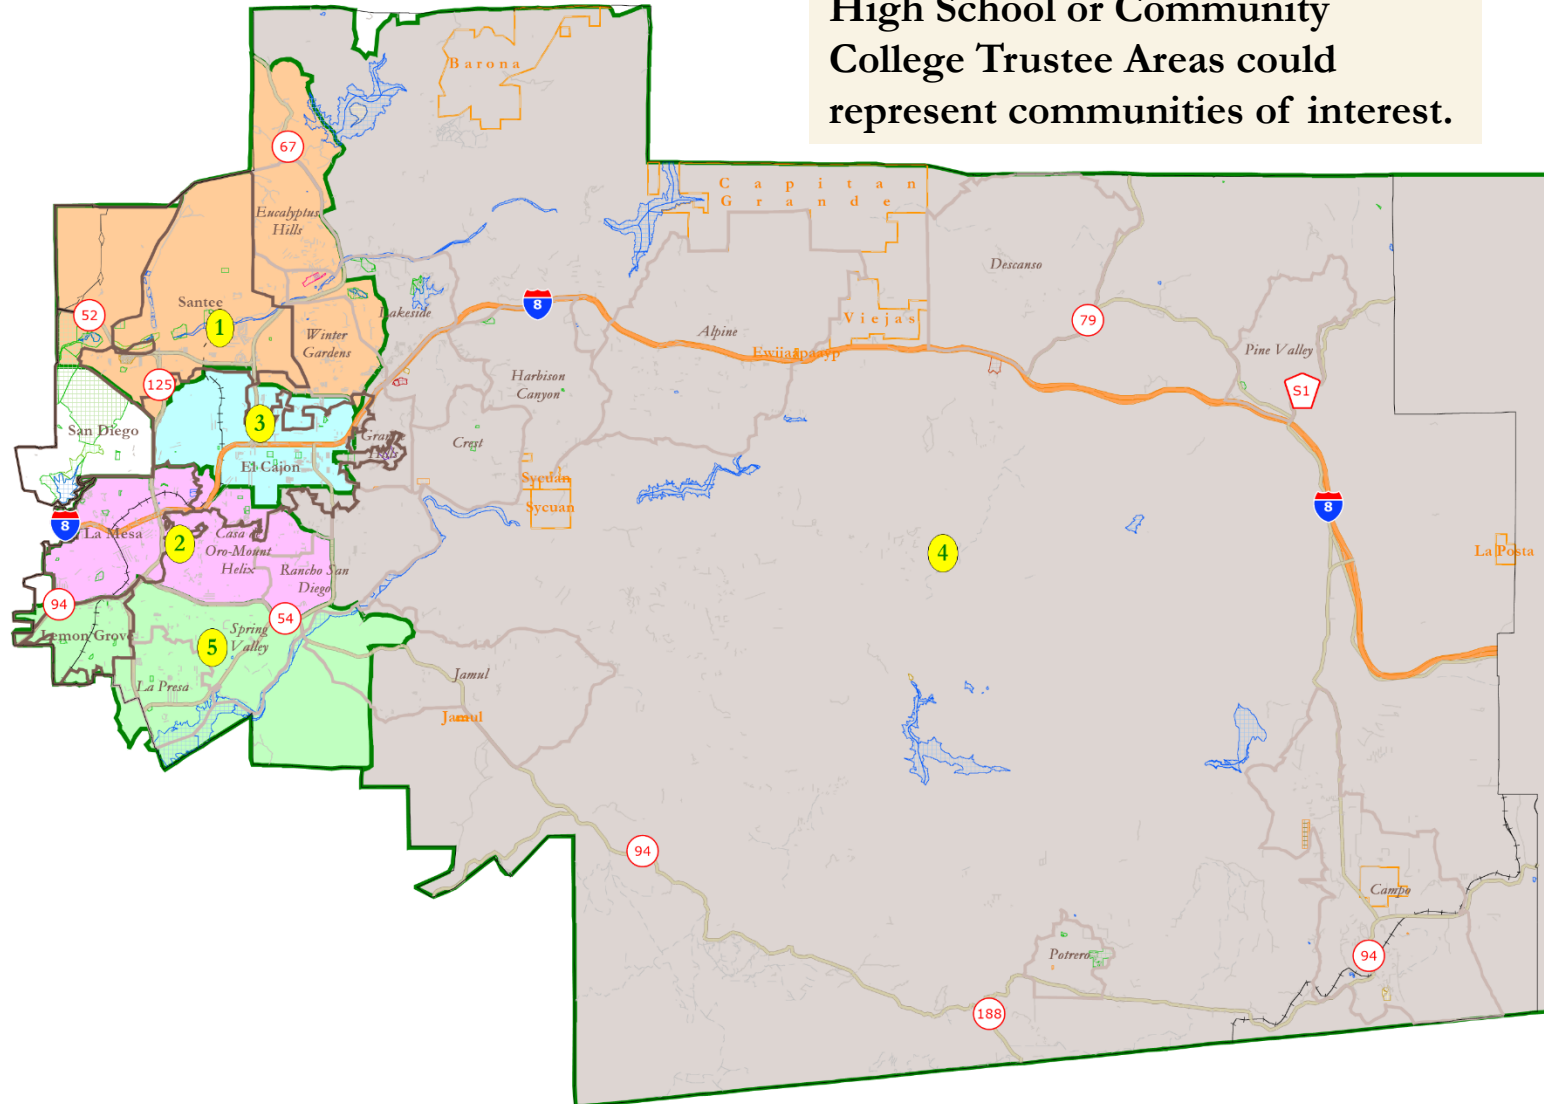 High School or Community
College Trustee Areas could
represent communities of interest.
Barona
67
Capitan
Grande
Eucalyptus
Hills
Descanso
Santee
52
1
Lakeside
8
79
Winter
Gardens
Alpine
Viejas
Ewiiaapaayp
Pine Valley
125
Harbison
Canyon
S1
San Diego
3
Crest
El Cajon
Sycuan
Sycuan
8
8
La Mesa
2
Casa de
Oro-Mount
Helix
4
La Posta
Rancho San
Diego
94
54
Lemon Grove
5
Spring
Valley
La Presa
Jamul
Jamul
94
Campo
Potrero
94
188